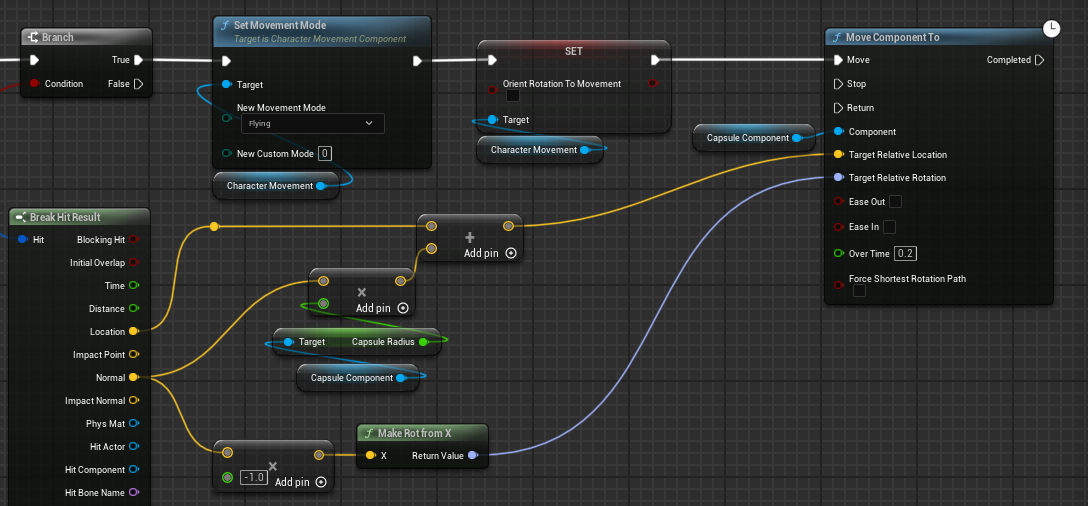 Branch
True
Condition
False
Set Movement Mode
Target is Character Movement Component
Target
New Movement Mode
Flying
New Custom Mode 0
Character Movement
SET
Orient Rotation To Movement
Target
Character Movement
Capsule Component
Move Component To
Move
Completed
Stop
Return
Component
Target Relative Location
Target Relative Rotation
Ease Out
Ease In
Over Time 0.2
Force Shortest Rotation Path
Break Hit Result
Hit
Blocking Hit
Initial Overlap
Time
Distance
Location
Impact Point
Normal
Impact Normal
Phys Mat
Hit Actor
Hit Component
Hit Bone Name
+
Add pin
×
Add pin
Target
Capsule Radius
Capsule Component
×
-1.0
Add pin
Make Rot from X
X
Return Value